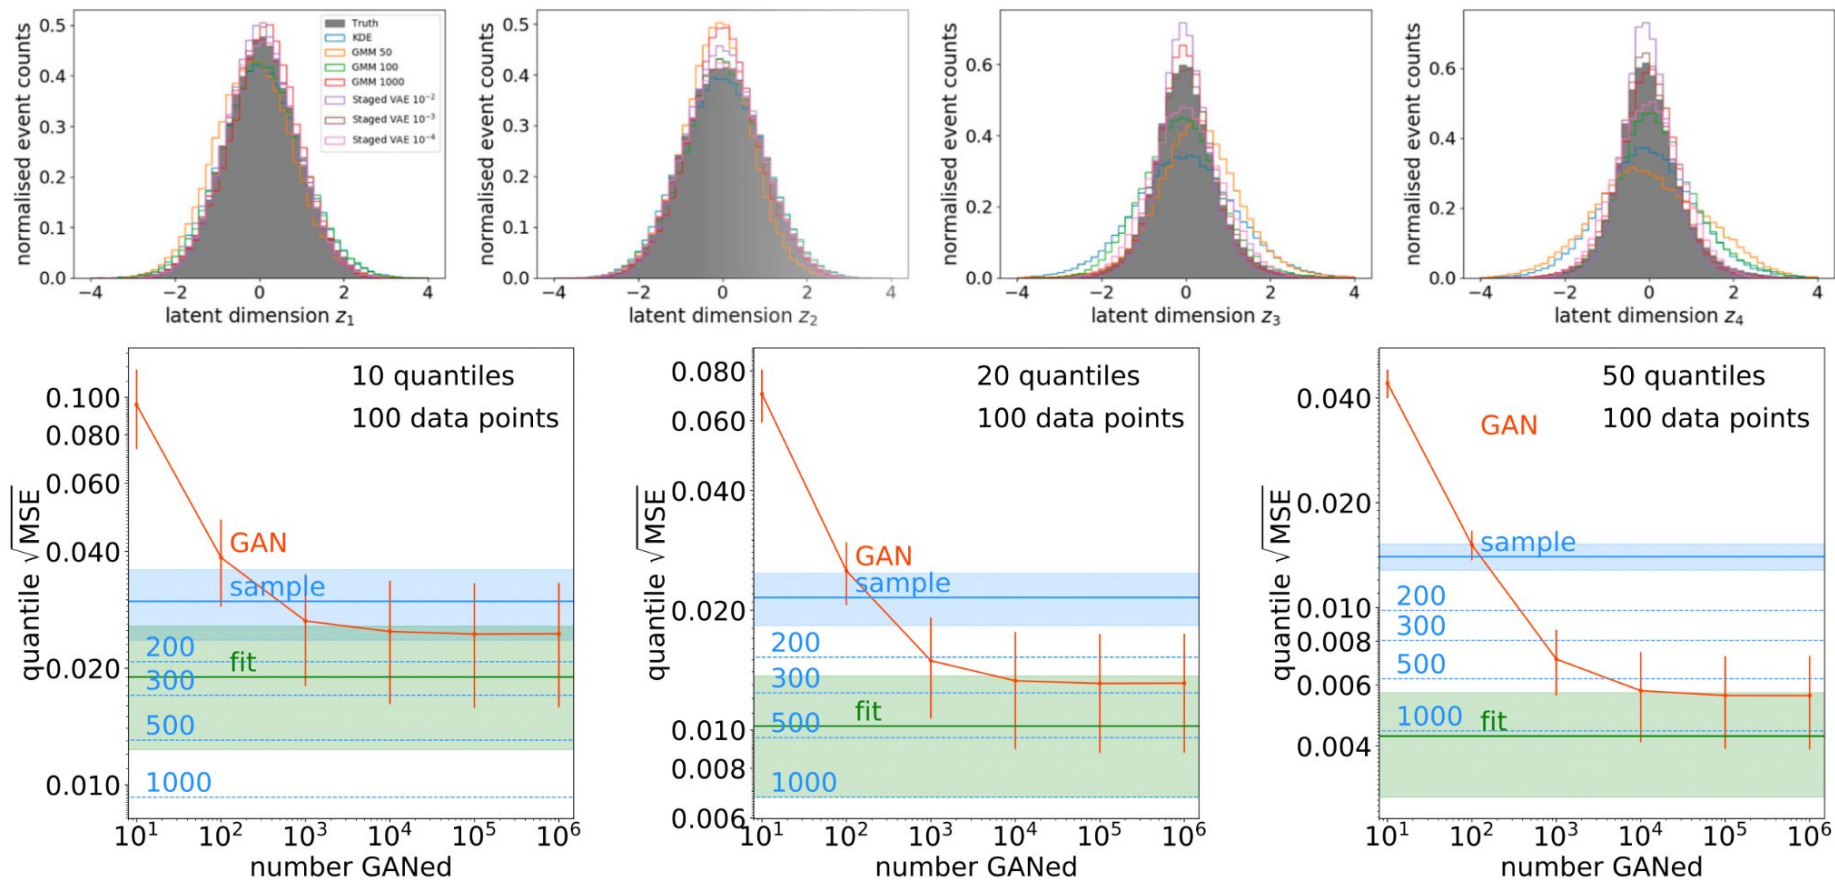 normalised event counts
0.5
0.4
0.3
0.2
0.1
0.0
−4 −2 0 2 4
latent dimension z₁
Truth
KDE
GMM 50
GMM 100
GMM 1000
Staged VAE 10⁻²
Staged VAE 10⁻³
Staged VAE 10⁻⁴
normalised event counts
0.5
0.4
0.3
0.2
0.1
0.0
−4 −2 0 2 4
latent dimension z₂
normalised event counts
0.6
0.4
0.2
0.0
−4 −2 0 2 4
latent dimension z₃
normalised event counts
0.6
0.4
0.2
0.0
−4 −2 0 2 4
latent dimension z₄
quantile √MSE
0.100
0.080
0.060
0.040
0.020
0.010
10 quantiles
100 data points
GAN
sample
200
fit
300
500
1000
10¹ 10² 10³ 10⁴ 10⁵ 10⁶
number GANed
quantile √MSE
0.080
0.060
0.040
0.020
0.010
0.008
0.006
20 quantiles
100 data points
GAN
sample
200
300
fit
500
1000
10¹ 10² 10³ 10⁴ 10⁵ 10⁶
number GANed
quantile √MSE
0.040
0.020
0.010
0.008
0.006
0.004
50 quantiles
100 data points
GAN
sample
200
300
500
1000
fit
10¹ 10² 10³ 10⁴ 10⁵ 10⁶
number GANed